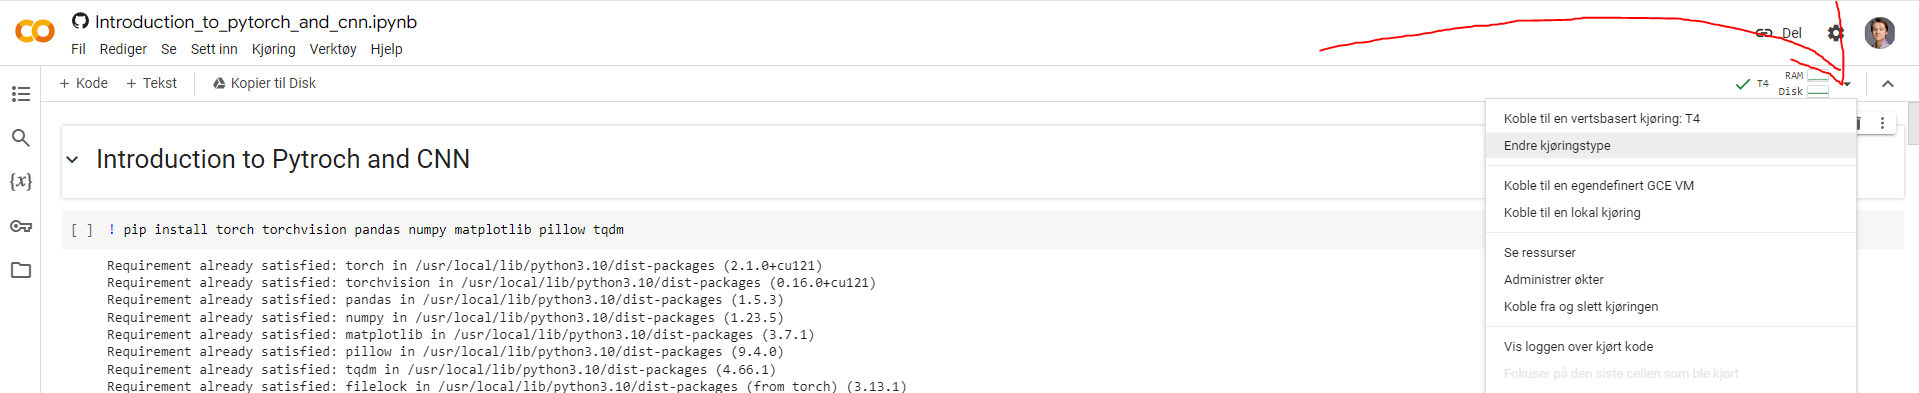 Introduction_to_pytorch_and_cnn.ipynb
Fil Rediger Se Sett inn Kjøring Verktøy Hjelp
Del
+ Kode + Tekst Kopier til Disk
T4 RAM
Disk
Koble til en vertsbasert kjøring: T4
Endre kjøringstype
Koble til en egendefinert GCE VM
Koble til en lokal kjøring
Se ressurser
Administrer økter
Koble fra og slett kjøringen
Vis loggen over kjørt kode
Fokuser på den siste cellen som ble kjørt
{x}
Introduction to Pytroch and CNN
[ ] ! pip install torch torchvision pandas numpy matplotlib pillow tqdm
Requirement already satisfied: torch in /usr/local/lib/python3.10/dist-packages (2.1.0+cu121)
Requirement already satisfied: torchvision in /usr/local/lib/python3.10/dist-packages (0.16.0+cu121)
Requirement already satisfied: pandas in /usr/local/lib/python3.10/dist-packages (1.5.3)
Requirement already satisfied: numpy in /usr/local/lib/python3.10/dist-packages (1.23.5)
Requirement already satisfied: matplotlib in /usr/local/lib/python3.10/dist-packages (3.7.1)
Requirement already satisfied: pillow in /usr/local/lib/python3.10/dist-packages (9.4.0)
Requirement already satisfied: tqdm in /usr/local/lib/python3.10/dist-packages (4.66.1)
Requirement already satisfied: filelock in /usr/local/lib/python3.10/dist-packages (from torch) (3.13.1)